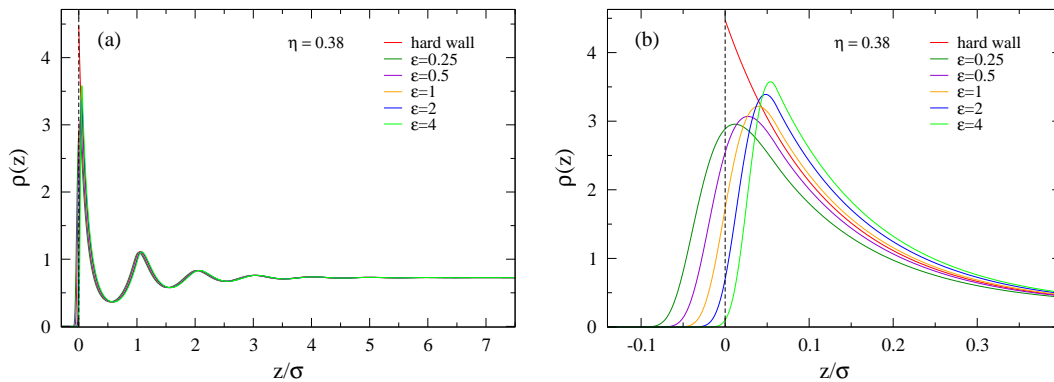 (a)
η = 0.38
hard wall
ε=0.25
ε=0.5
ε=1
ε=2
ε=4
ρ(z)
4
3
2
1
0
0 1 2 3 4 5 6 7
z/σ
(b)
η = 0.38
hard wall
ε=0.25
ε=0.5
ε=1
ε=2
ε=4
ρ(z)
4
3
2
1
0
-0.1 0 0.1 0.2 0.3
z/σ